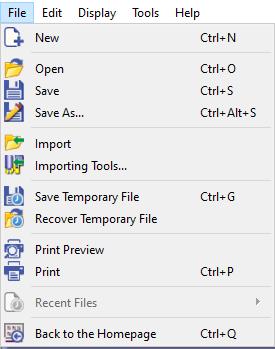 File Edit Display Tools Help
New Ctrl+N
Open Ctrl+O
Save Ctrl+S
Save As... Ctrl+Alt+S
Import
Importing Tools...
Save Temporary File Ctrl+G
Recover Temporary File
Print Preview
Print Ctrl+P
Recent Files
Back to the Homepage Ctrl+Q